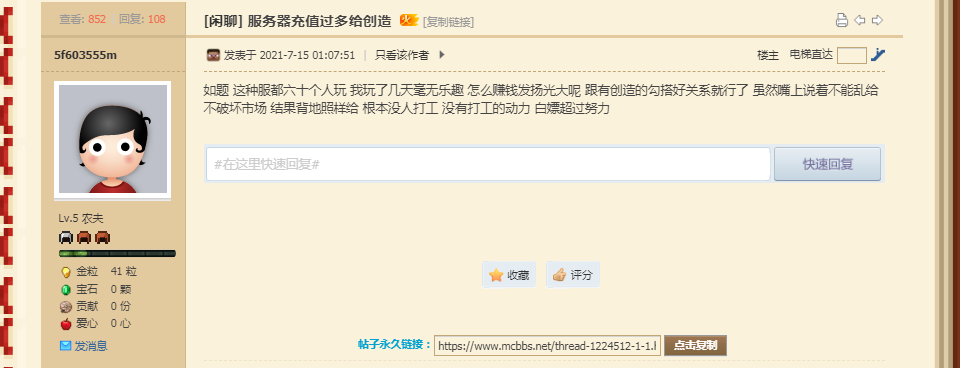 查看: 852 回复: 108
[闲聊] 服务器充值过多给创造 火 [复制链接]
5f603555m
发表于 2021-7-15 01:07:51 | 只看该作者
楼主 电梯直达
如题 这种服都六十个人玩 我玩了几天毫无乐趣 怎么赚钱发扬光大呢 跟有创造的勾搭好关系就行了 虽然嘴上说着不能乱给
不破坏市场 结果背地照样给 根本没人打工 没有打工的动力 白嫖超过努力
#在这里快速回复#
快速回复
Lv.5 农夫
金粒 41 粒
宝石 0 颗
贡献 0 份
爱心 0 心
发消息
收藏 评分
帖子永久链接: https://www.mcbbs.net/thread-1224512-1-1.h 点击复制